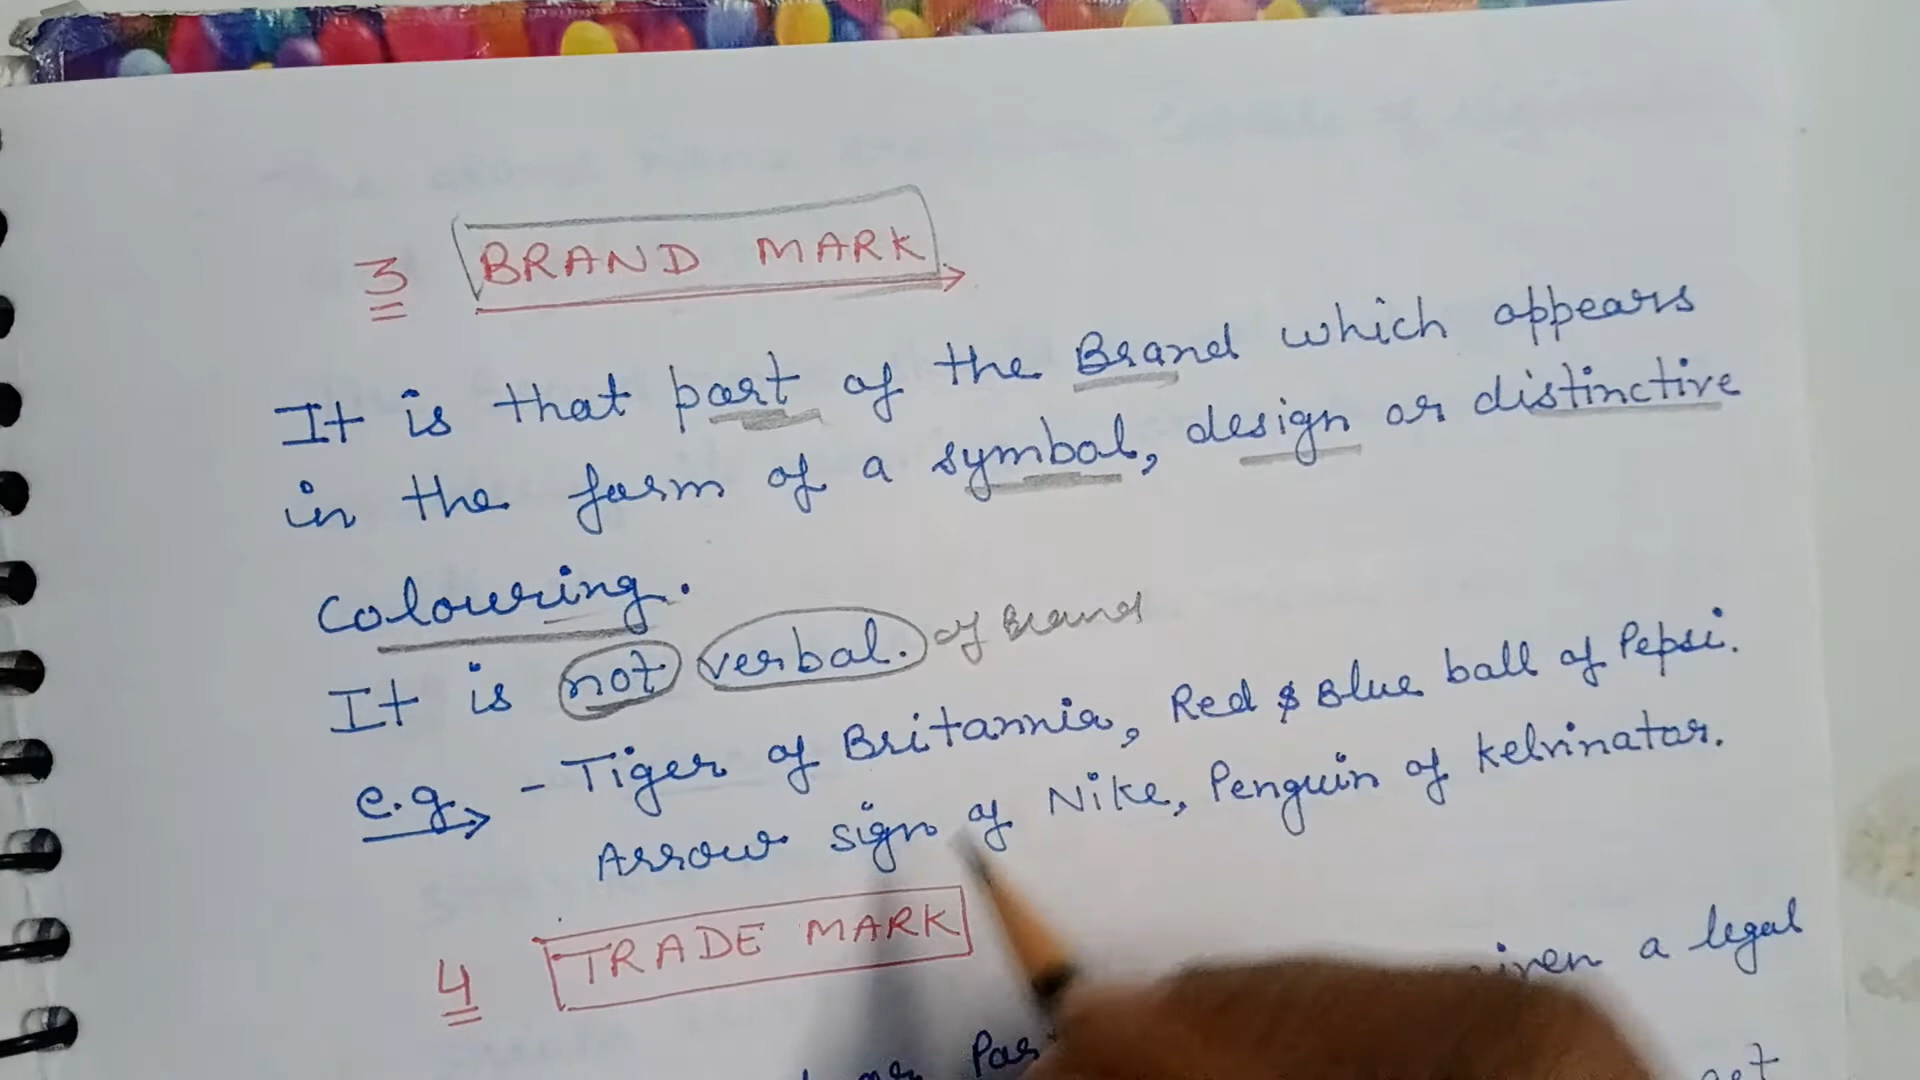 3 BRAND MARK
It is that part of the Brand which appears
in the form of a symbol, design or distinctive
Colouring.
It is not verbal. of Brand
e.g. - Tiger of Britannia, Red & Blue ball of Pepsi.
Arrow sign of Nike, Penguin of Kelvinator.
4 TRADE MARK
a legal